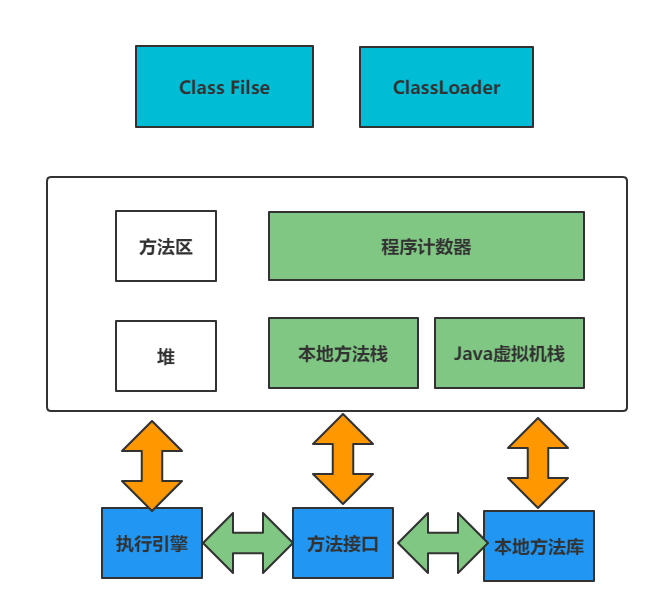 Class Filse
ClassLoader
方法区
程序计数器
堆
本地方法栈
Java虚拟机栈
执行引擎
方法接口
本地方法库